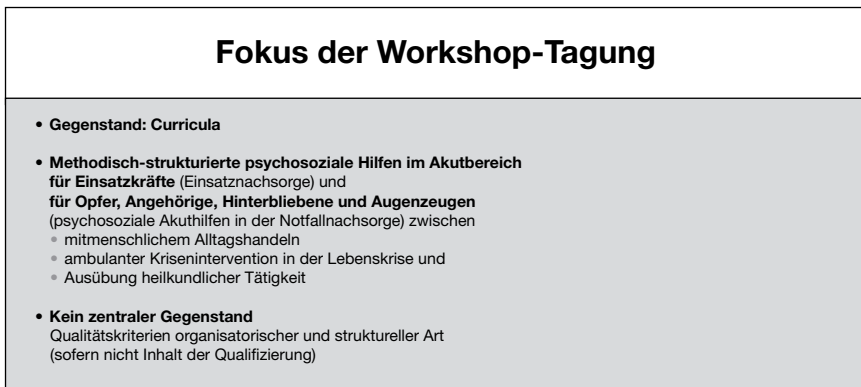 Fokus der Workshop-Tagung
• Gegenstand: Curricula
• Methodisch-strukturierte psychosoziale Hilfen im Akutbereich
für Einsatzkräfte (Einsatznachsorge) und
für Opfer, Angehörige, Hinterbliebene und Augenzeugen
(psychosoziale Akuthilfen in der Notfallnachsorge) zwischen
• mitmenschlichem Alltagshandeln
• ambulanter Krisenintervention in der Lebenskrise und
• Ausübung heilkundlicher Tätigkeit
• Kein zentraler Gegenstand
Qualitätskriterien organisatorischer und struktureller Art
(sofern nicht Inhalt der Qualifizierung)